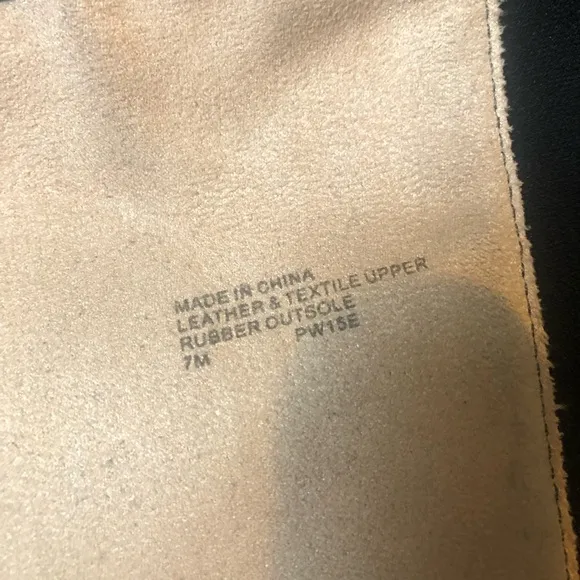 MADE IN CHINA
LEATHER & TEXTILE UPPER
RUBBER OUTSOLE
7M PW15E